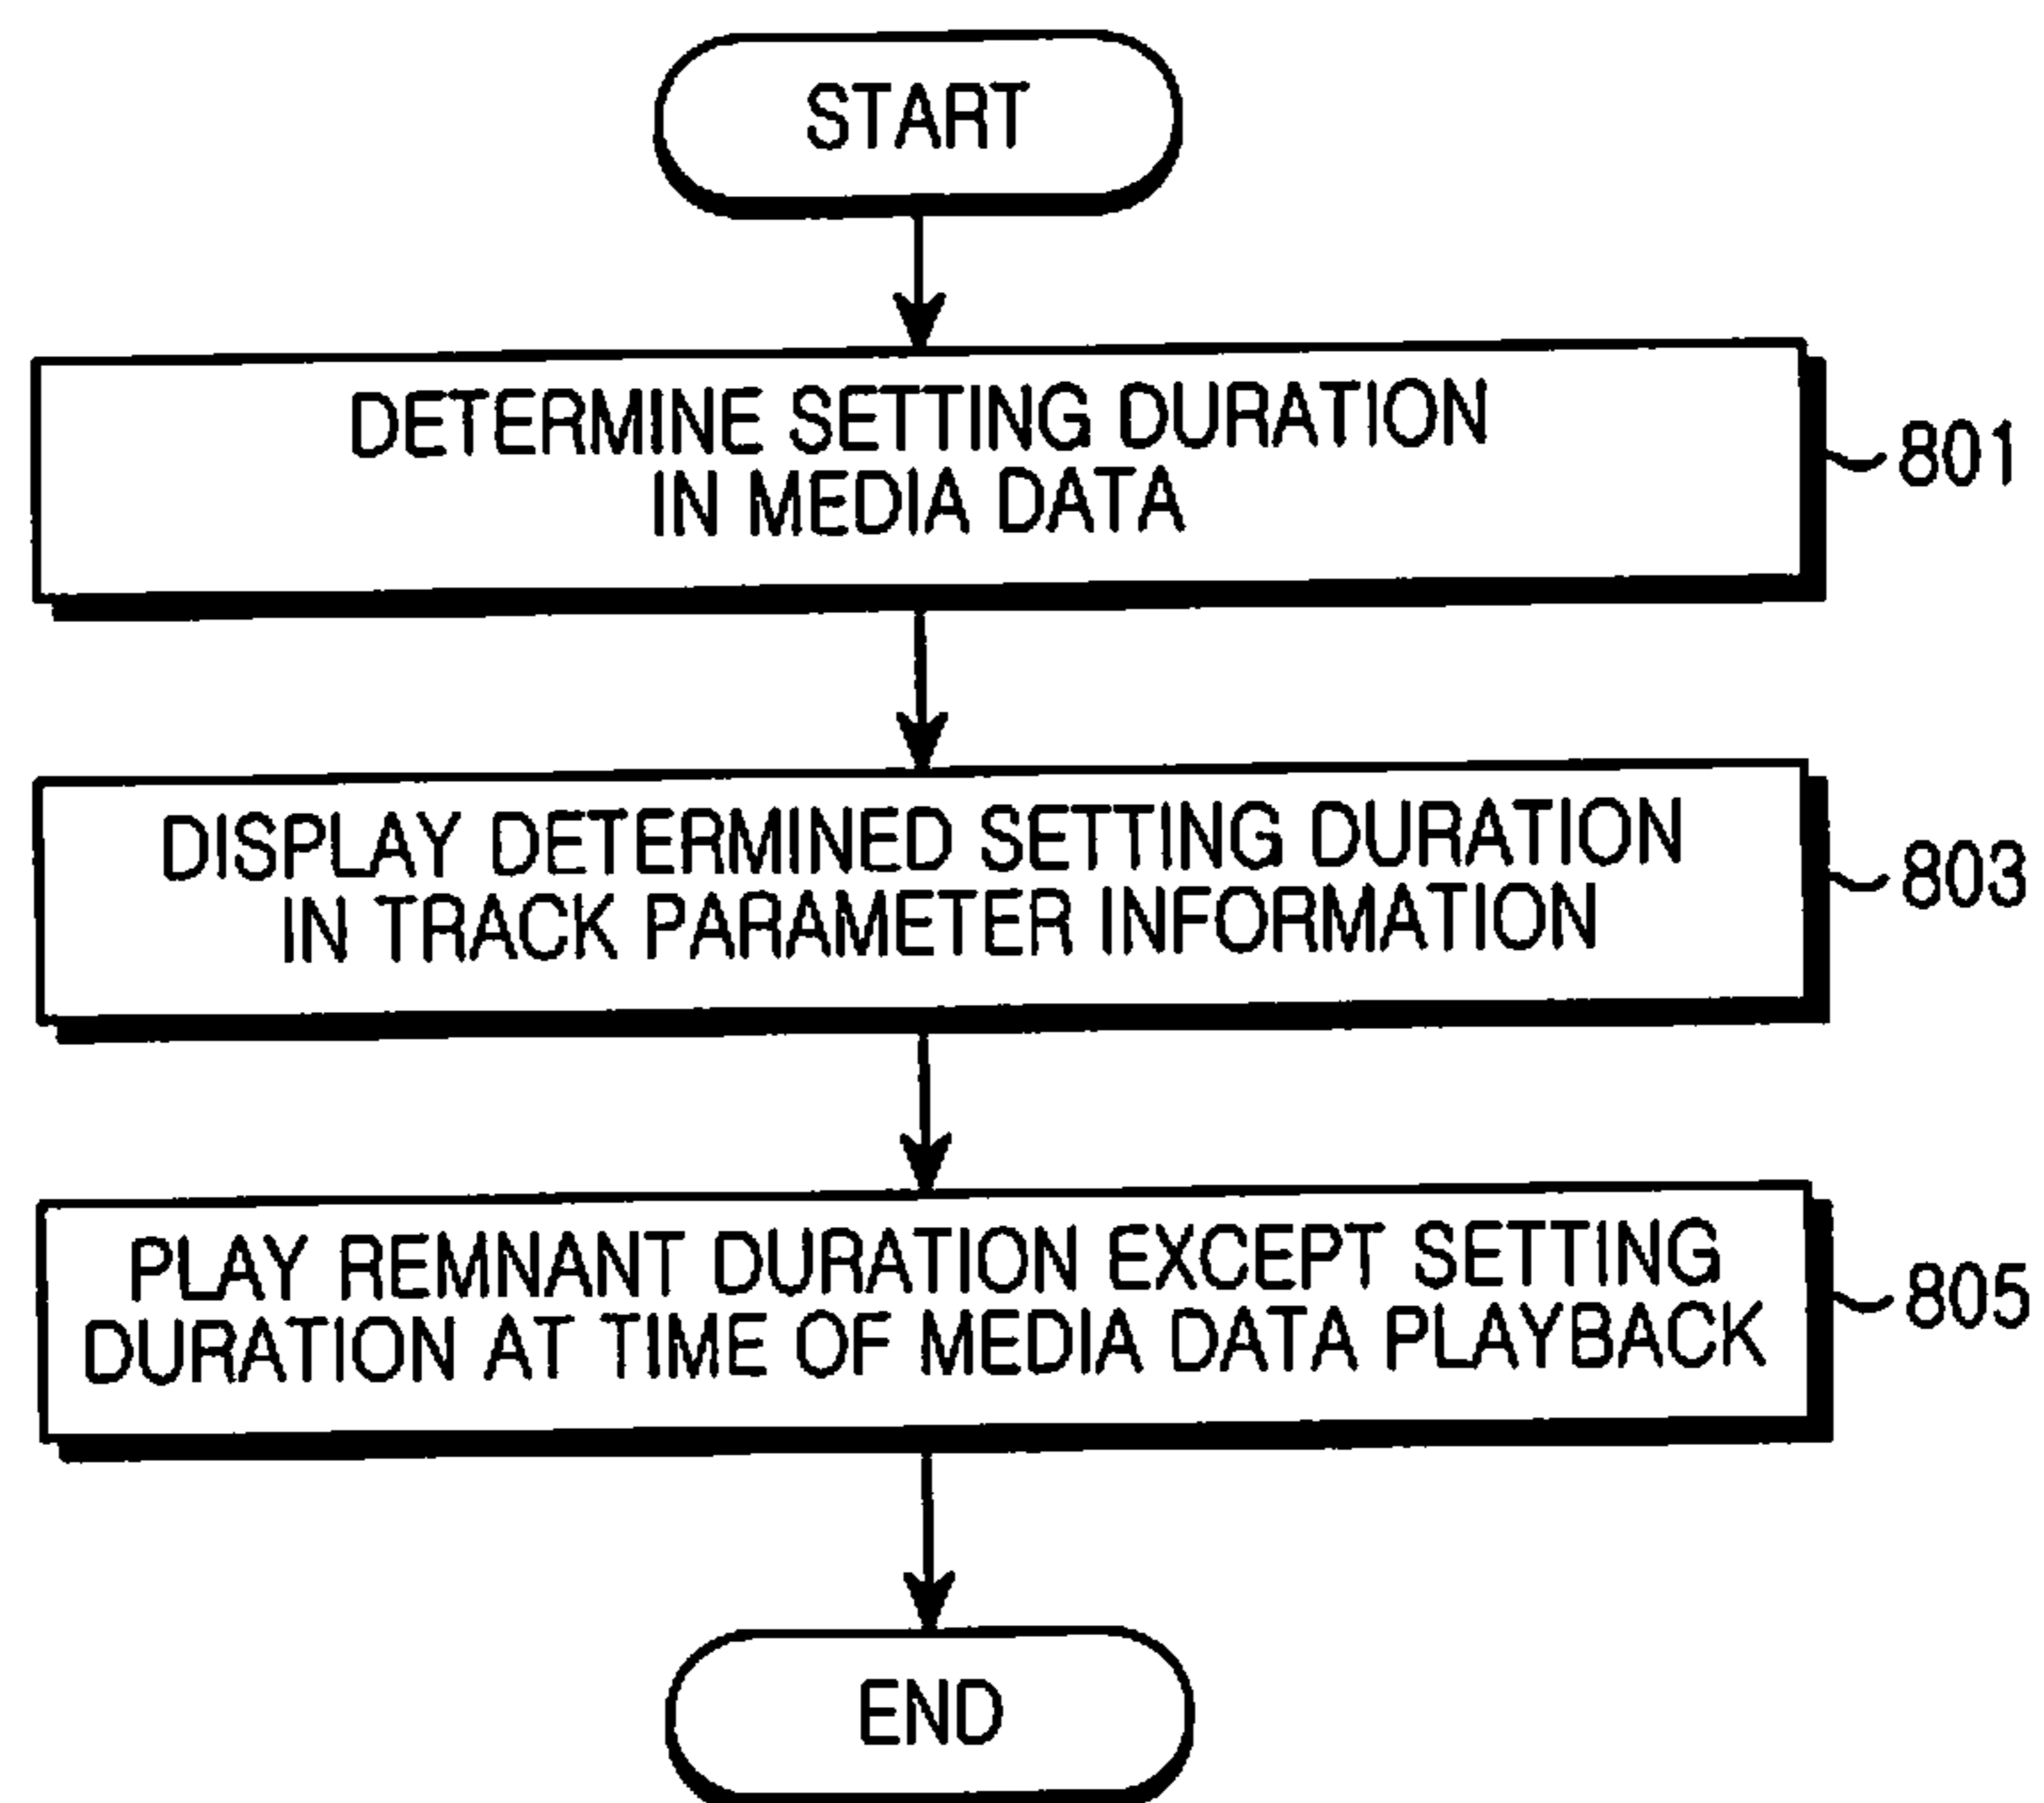 START
DETERMINE SETTING DURATION
IN MEDIA DATA
801
DISPLAY DETERMINED SETTING DURATION
IN TRACK PARAMETER INFORMATION
803
PLAY REMNANT DURATION EXCEPT SETTING
DURATION AT TIME OF MEDIA DATA PLAYBACK
805
END